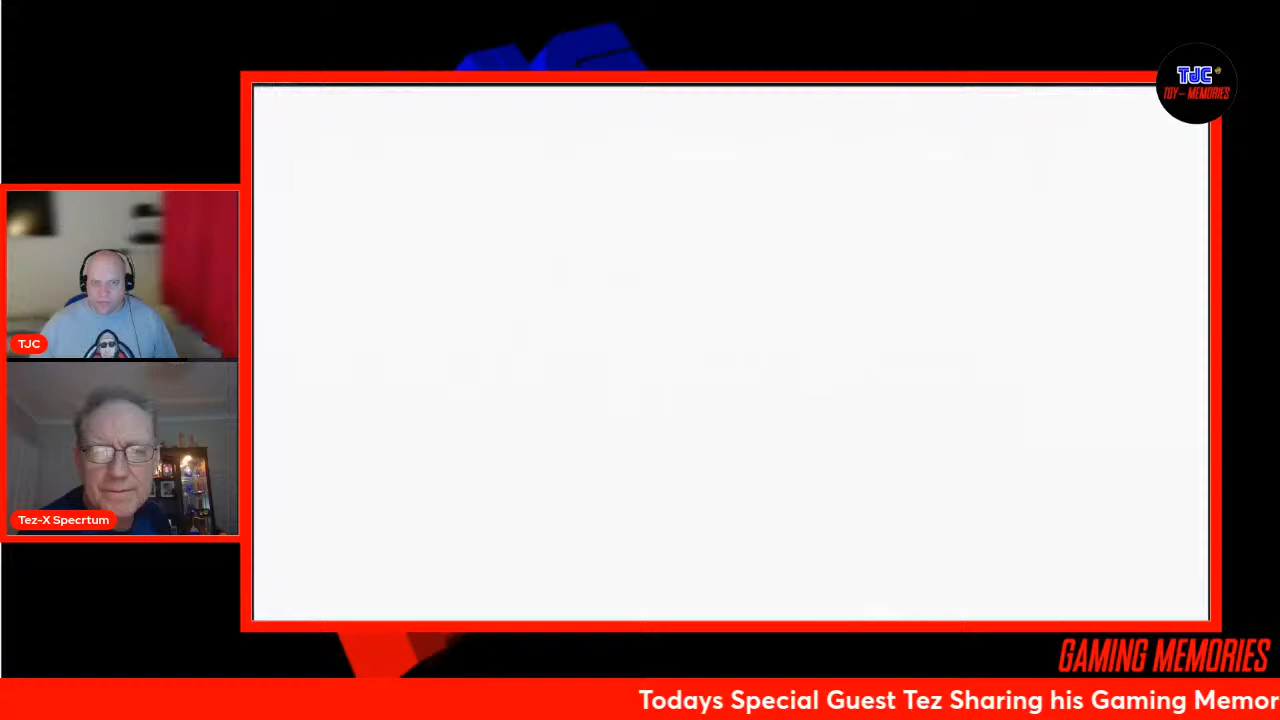 TJC
TOY - MEMORIES
TJC
Tez-X Specrtum
GAMING MEMORIES
Todays Special Guest Tez Sharing his Gaming Memor